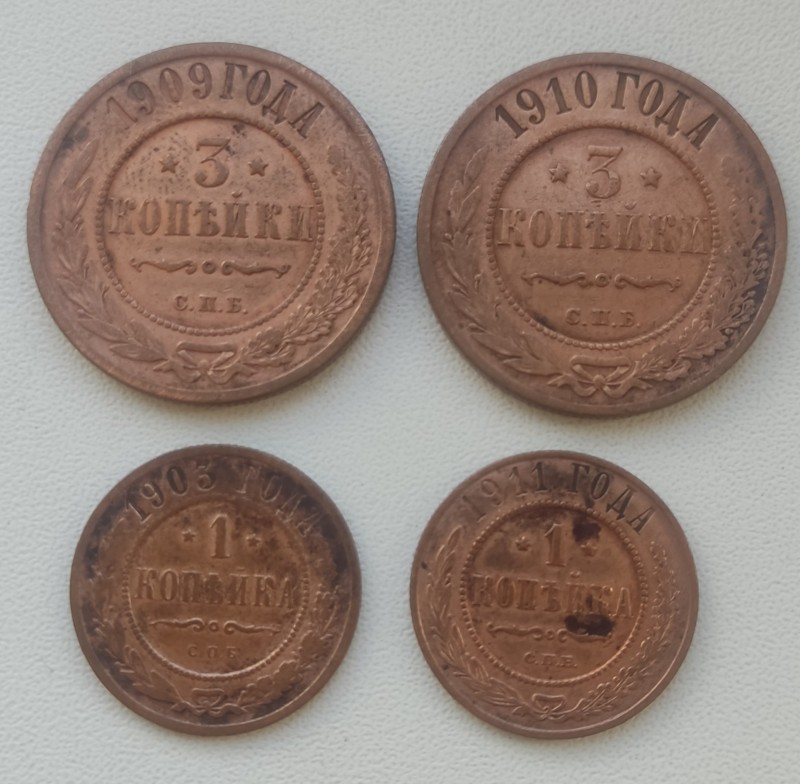 1909 ГОДА
3
КОПѢЙКИ
С.П.Б.
1910 ГОДА
3
КОПѢЙКИ
С.П.Б.
1903 ГОДА
1
КОПѢЙКА
С.П.Б.
1911 ГОДА
1
КОПѢЙКА
С.П.Б.